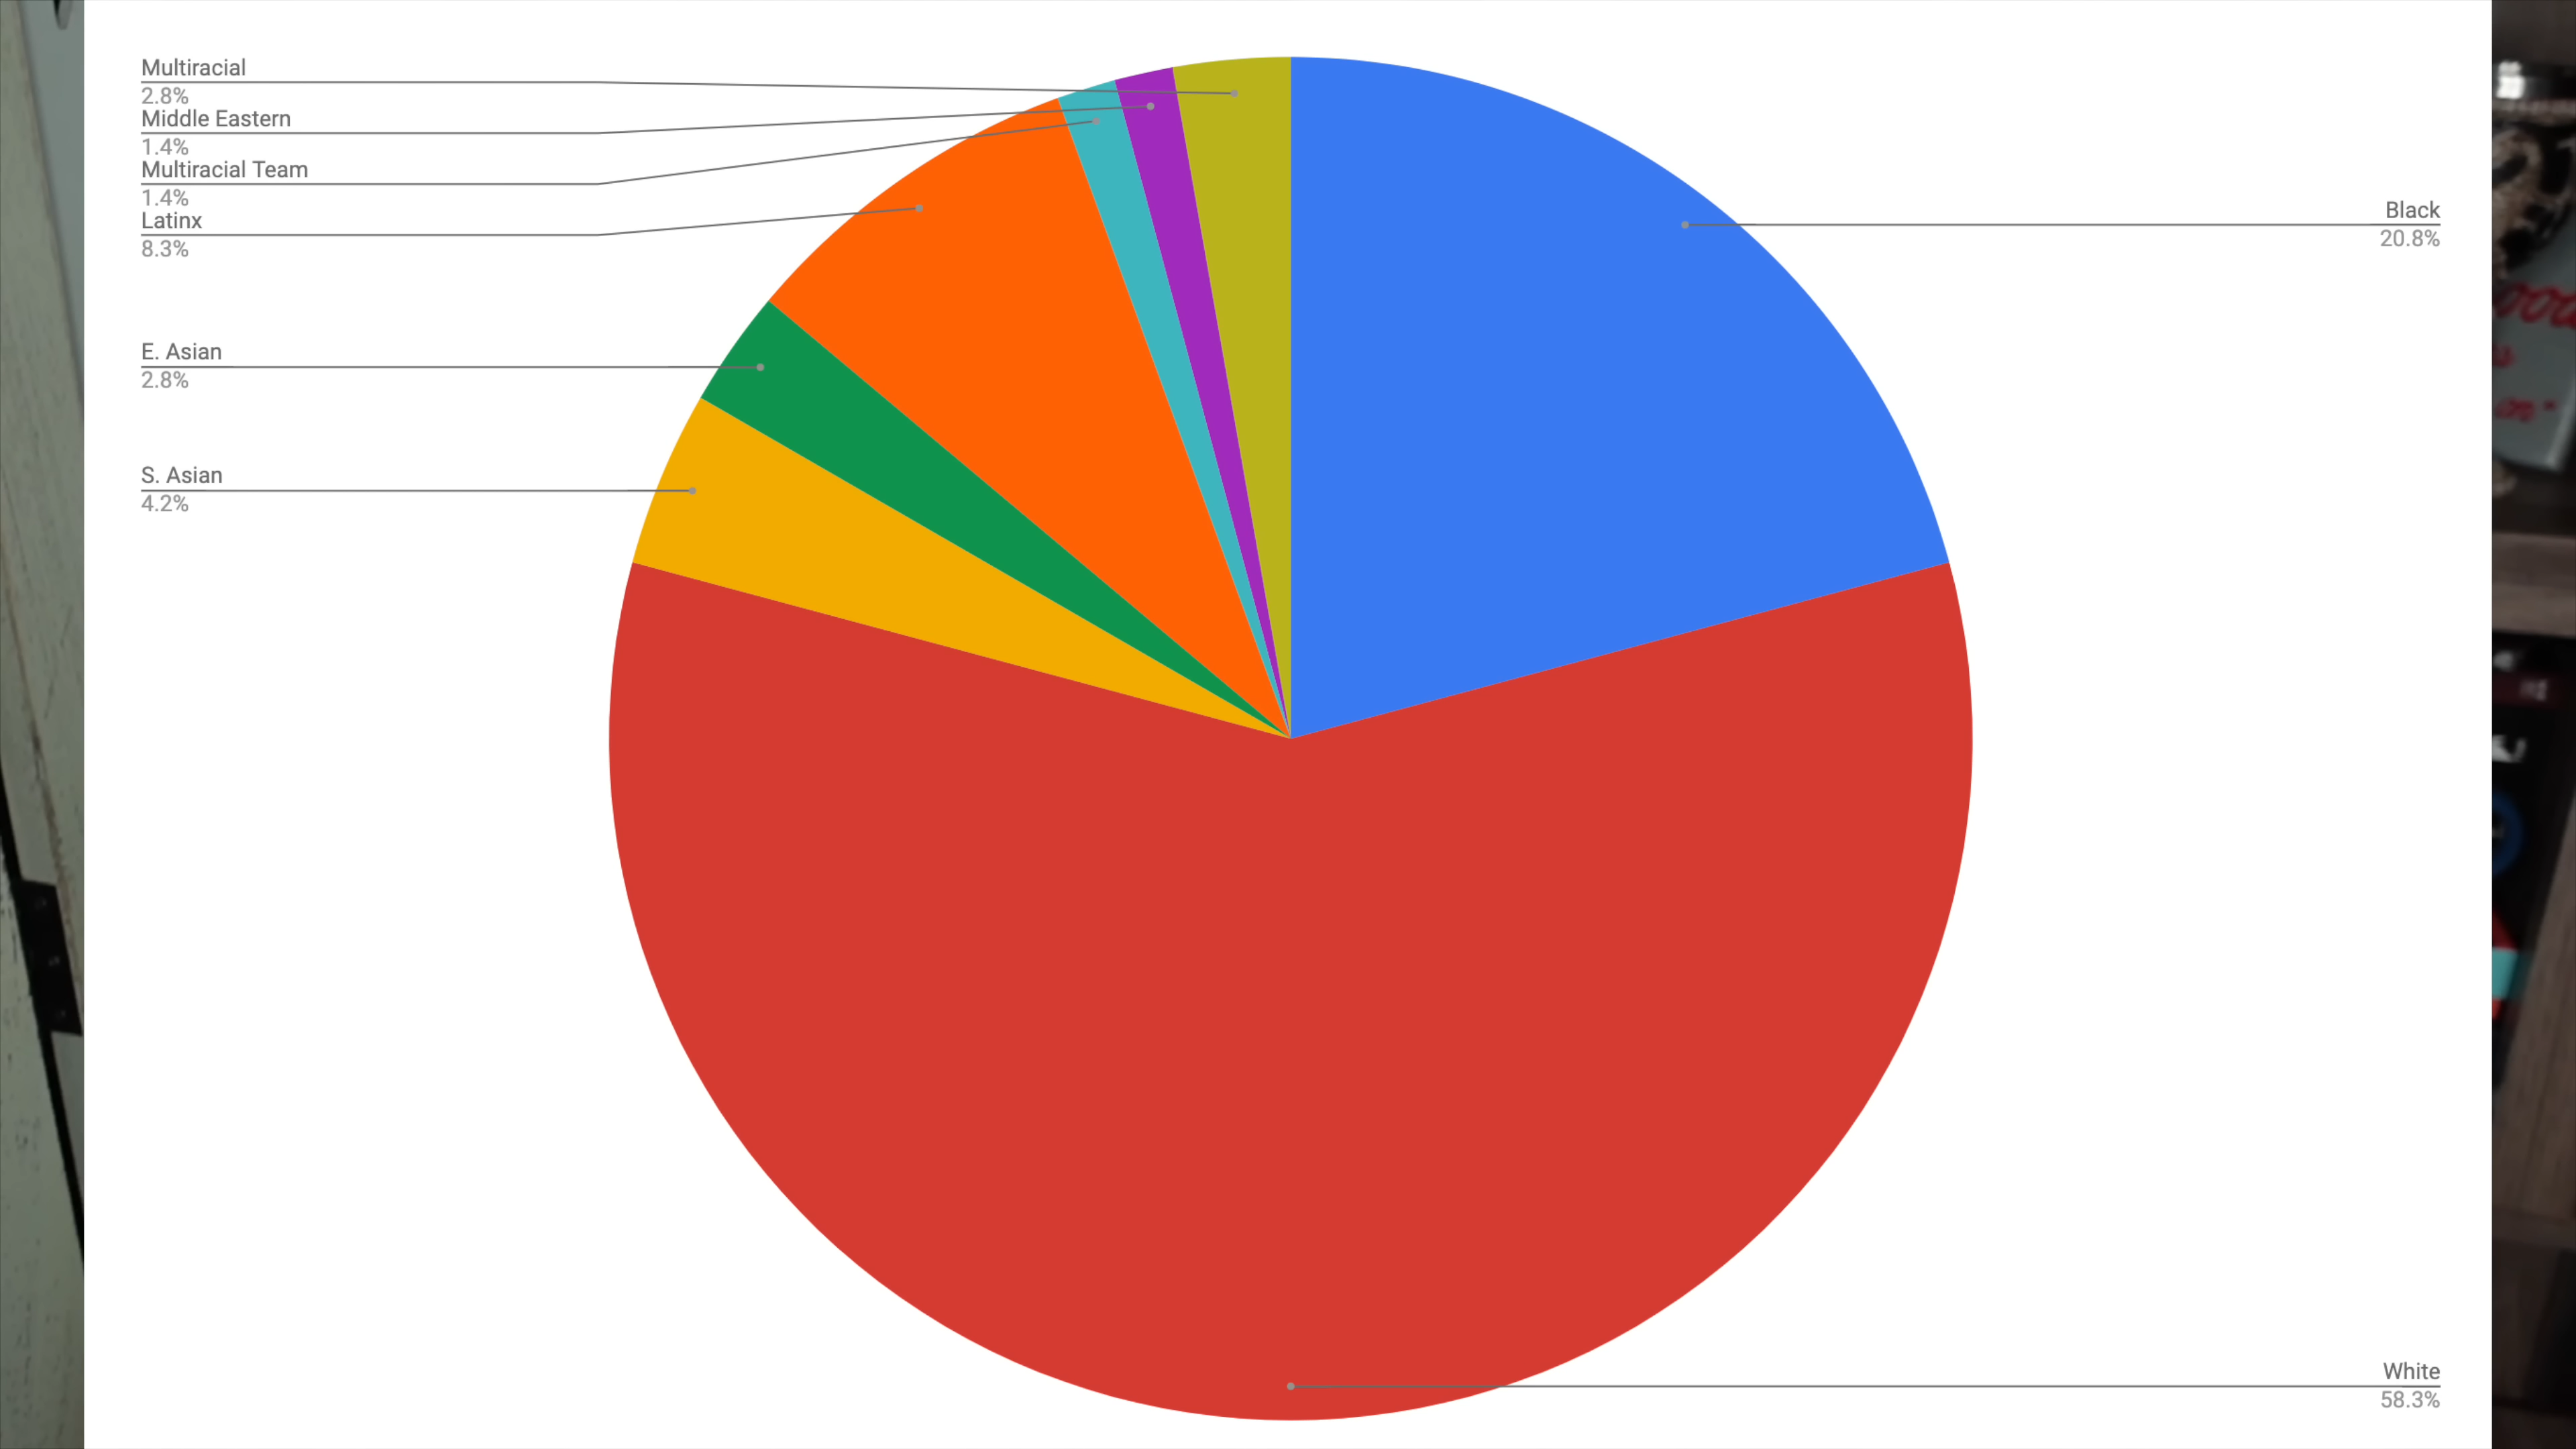 Multiracial
2.8%
Middle Eastern
1.4%
Multiracial Team
1.4%
Latinx
8.3%
E. Asian
2.8%
S. Asian
4.2%
Black
20.8%
White
58.3%